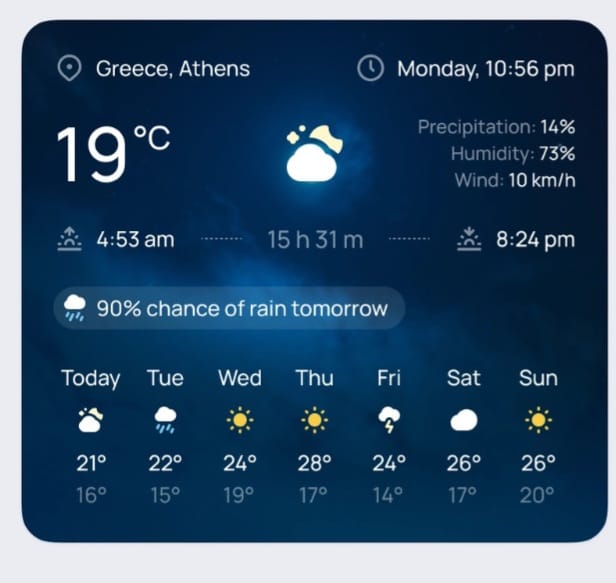 Greece, Athens
Monday, 10:56 pm
19°C
Precipitation: 14%
Humidity: 73%
Wind: 10 km/h
4:53 am
15 h 31 m
8:24 pm
90% chance of rain tomorrow
Today Tue Wed Thu Fri Sat Sun
21° 22° 24° 28° 24° 26° 26°
16° 15° 19° 17° 14° 17° 20°